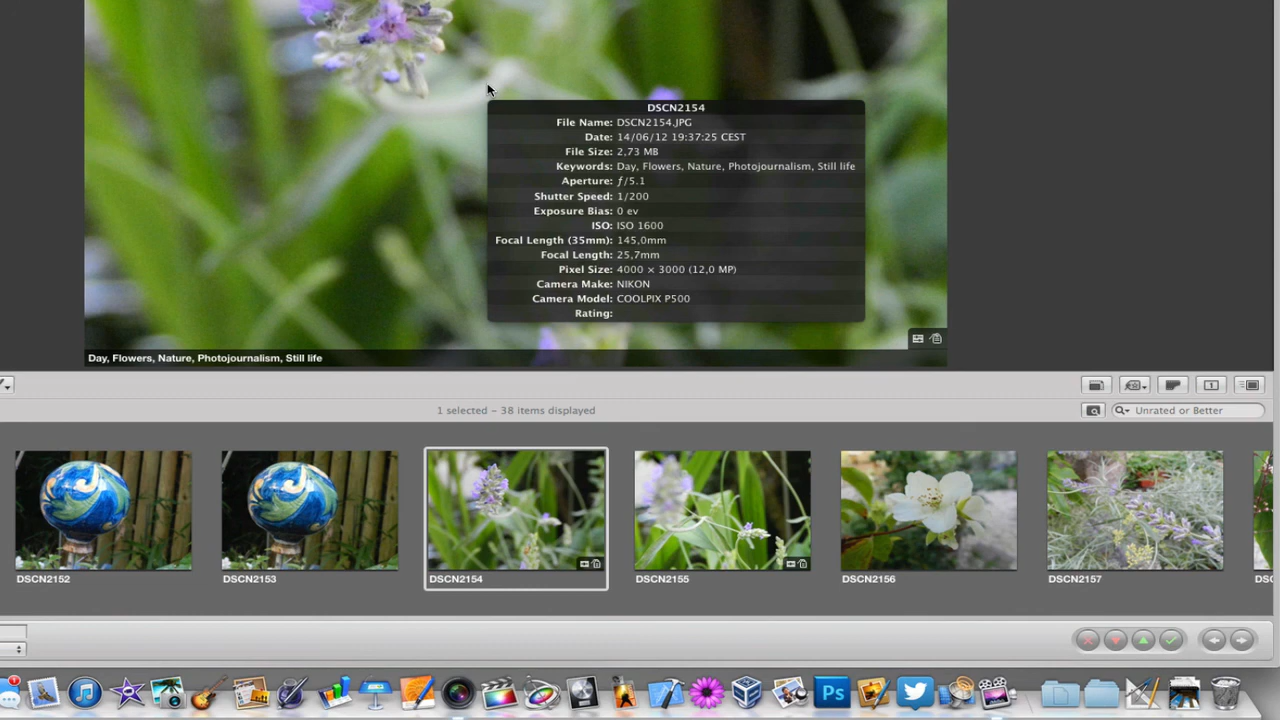 DSCN2154
File Name: DSCN2154.JPG
Date: 14/06/12 19:37:25 CEST
File Size: 2,73 MB
Keywords: Day, Flowers, Nature, Photojournalism, Still life
Aperture: ƒ/5.1
Shutter Speed: 1/200
Exposure Bias: 0 ev
ISO: ISO 1600
Focal Length (35mm): 145,0mm
Focal Length: 25,7mm
Pixel Size: 4000 × 3000 (12,0 MP)
Camera Make: NIKON
Camera Model: COOLPIX P500
Rating:
Day, Flowers, Nature, Photojournalism, Still life
1
1 selected – 38 items displayed
Unrated or Better
DSCN2152
DSCN2153
DSCN2154
DSCN2155
DSCN2156
DSCN2157
Ps